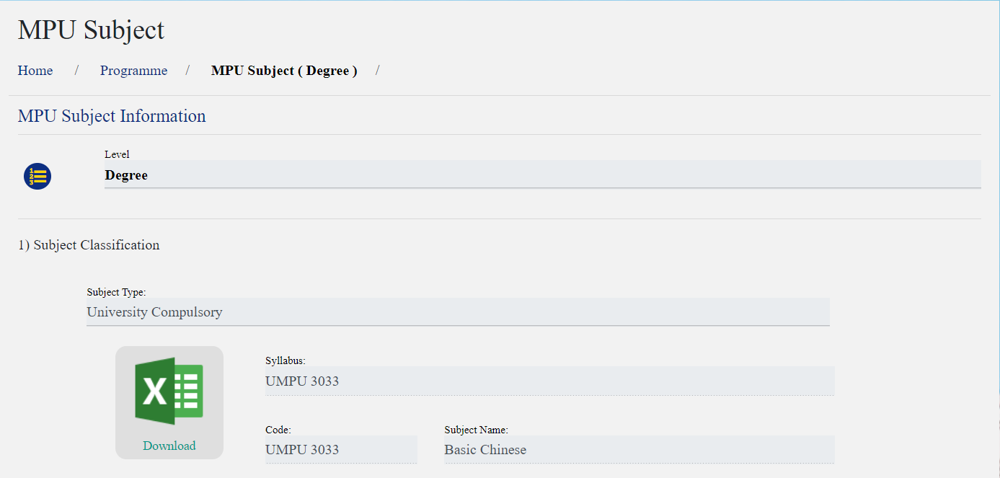 MPU Subject
Home / Programme / MPU Subject ( Degree ) /
MPU Subject Information
Level
Degree
1) Subject Classification
Subject Type:
University Compulsory
X
Download
Syllabus:
UMPU 3033
Code:
Subject Name:
UMPU 3033
Basic Chinese